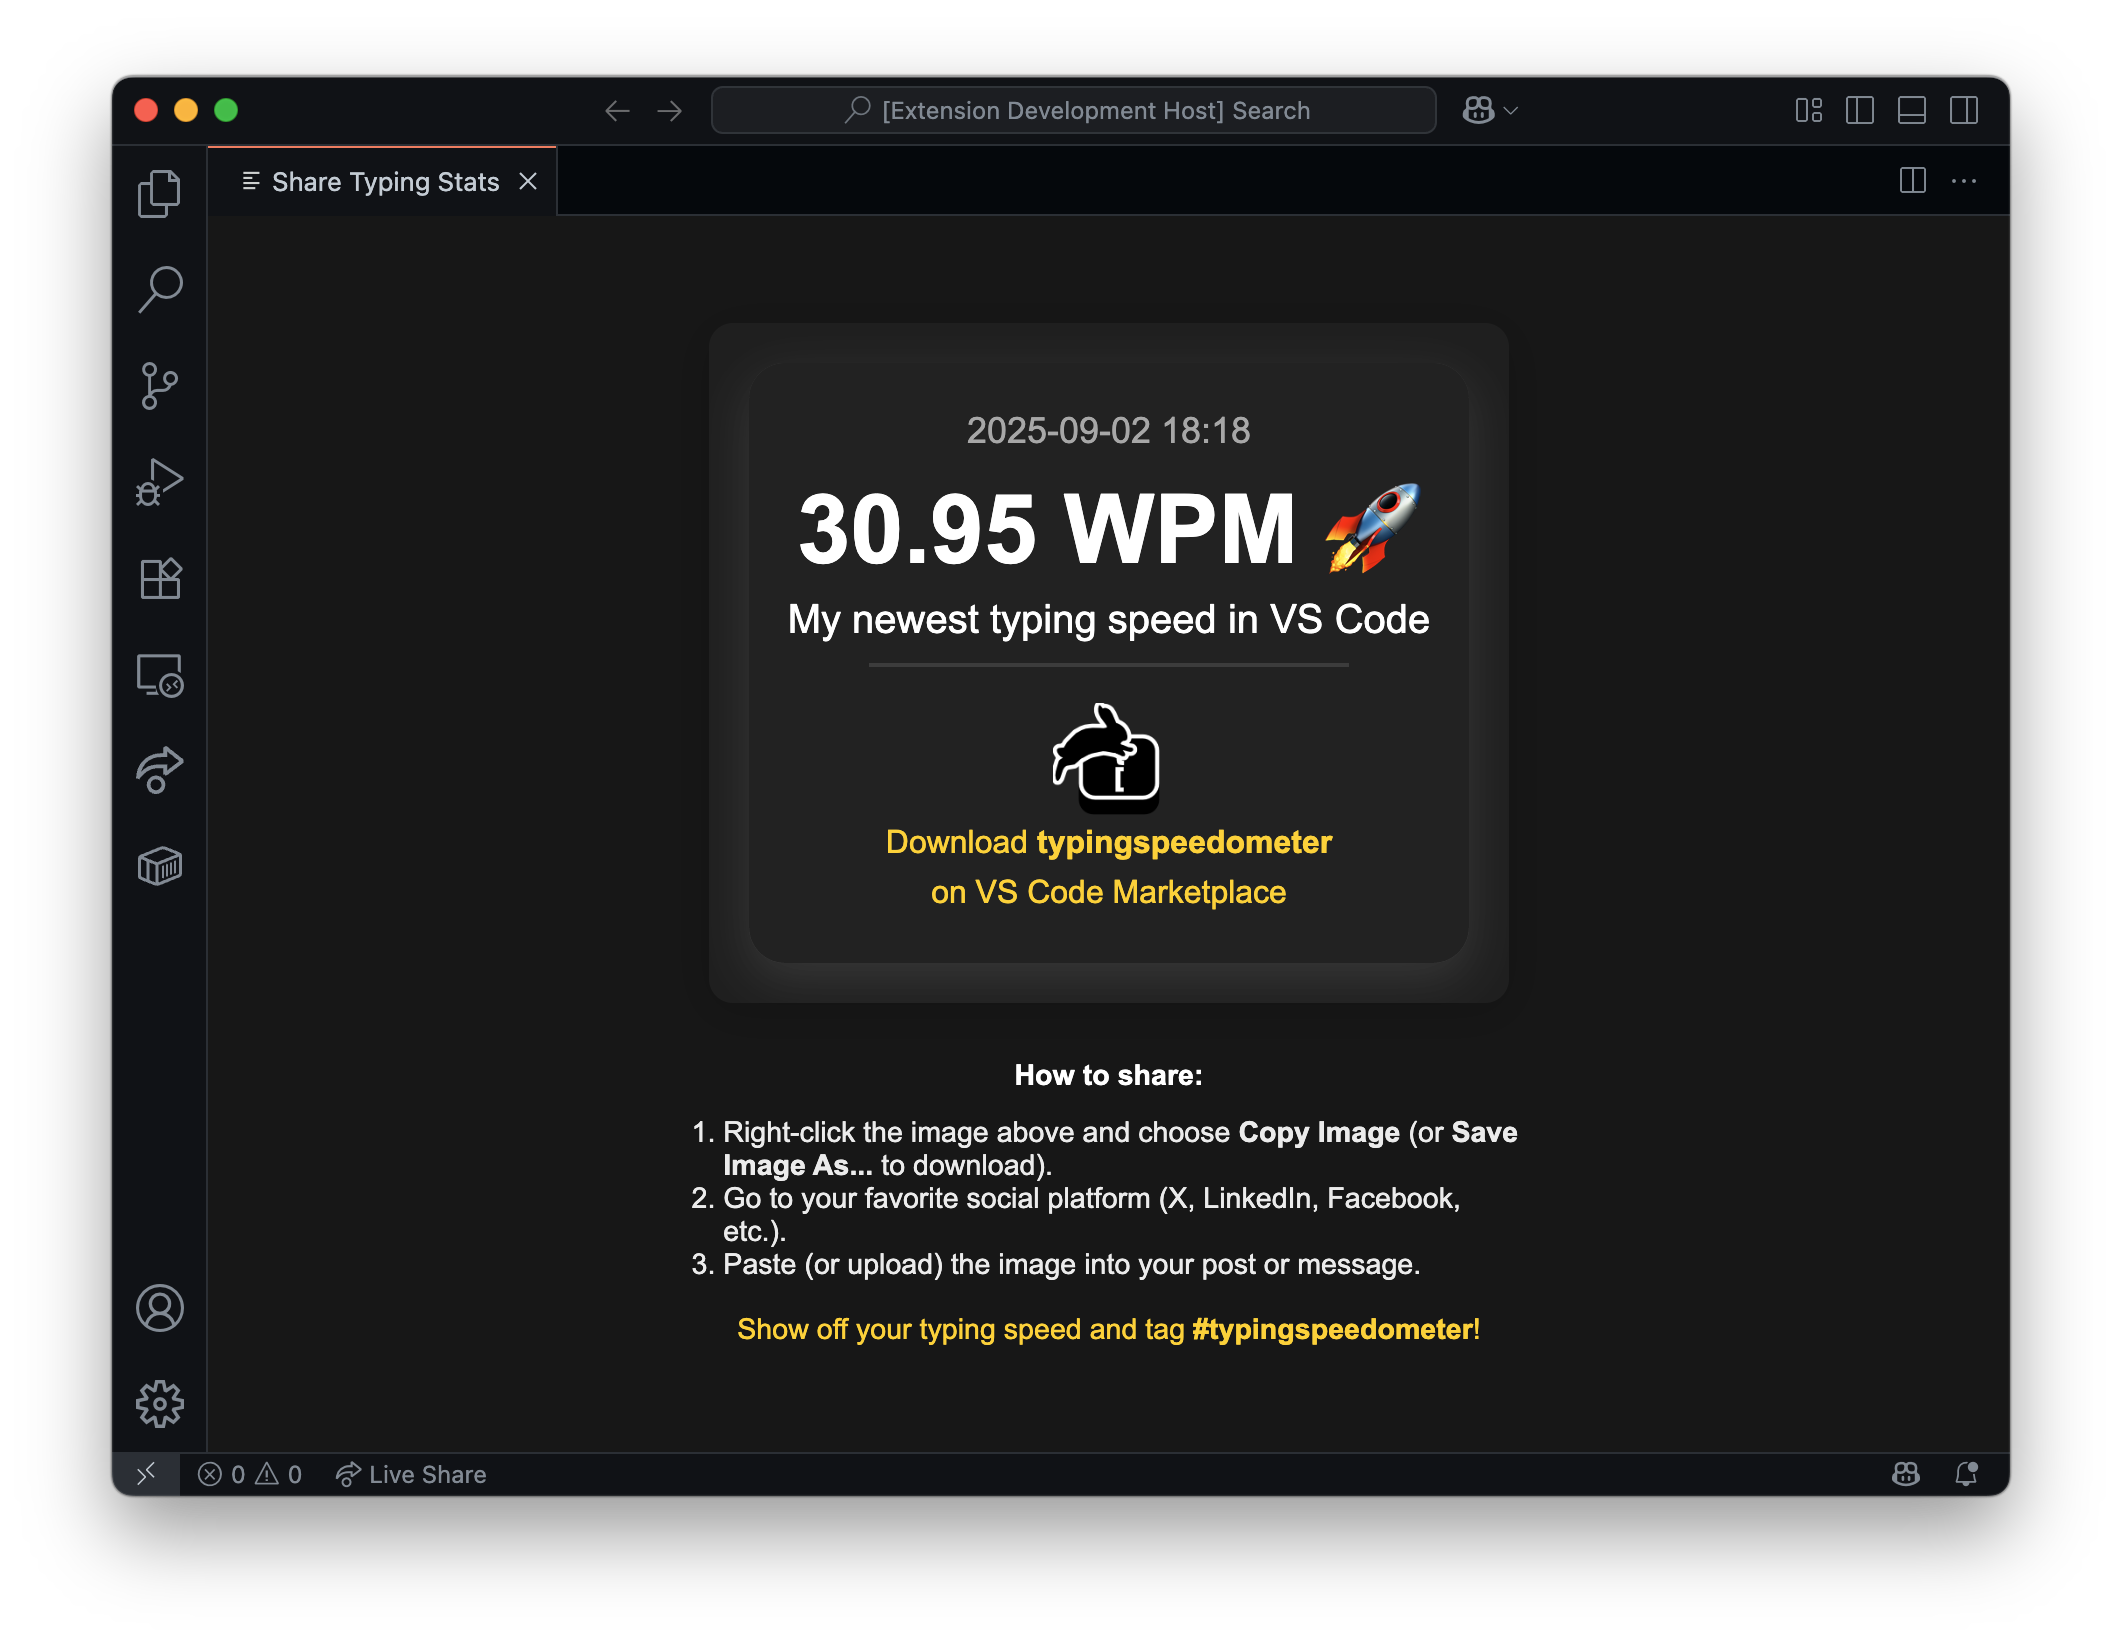 [Extension Development Host] Search
Share Typing Stats
2025-09-02 18:18
30.95 WPM 🚀
My newest typing speed in VS Code
[
Download typingspeedometer
on VS Code Marketplace
How to share:
1. Right-click the image above and choose Copy Image (or Save
Image As... to download).
2. Go to your favorite social platform (X, LinkedIn, Facebook,
etc.).
3. Paste (or upload) the image into your post or message.
Show off your typing speed and tag #typingspeedometer!
0 0 Live Share